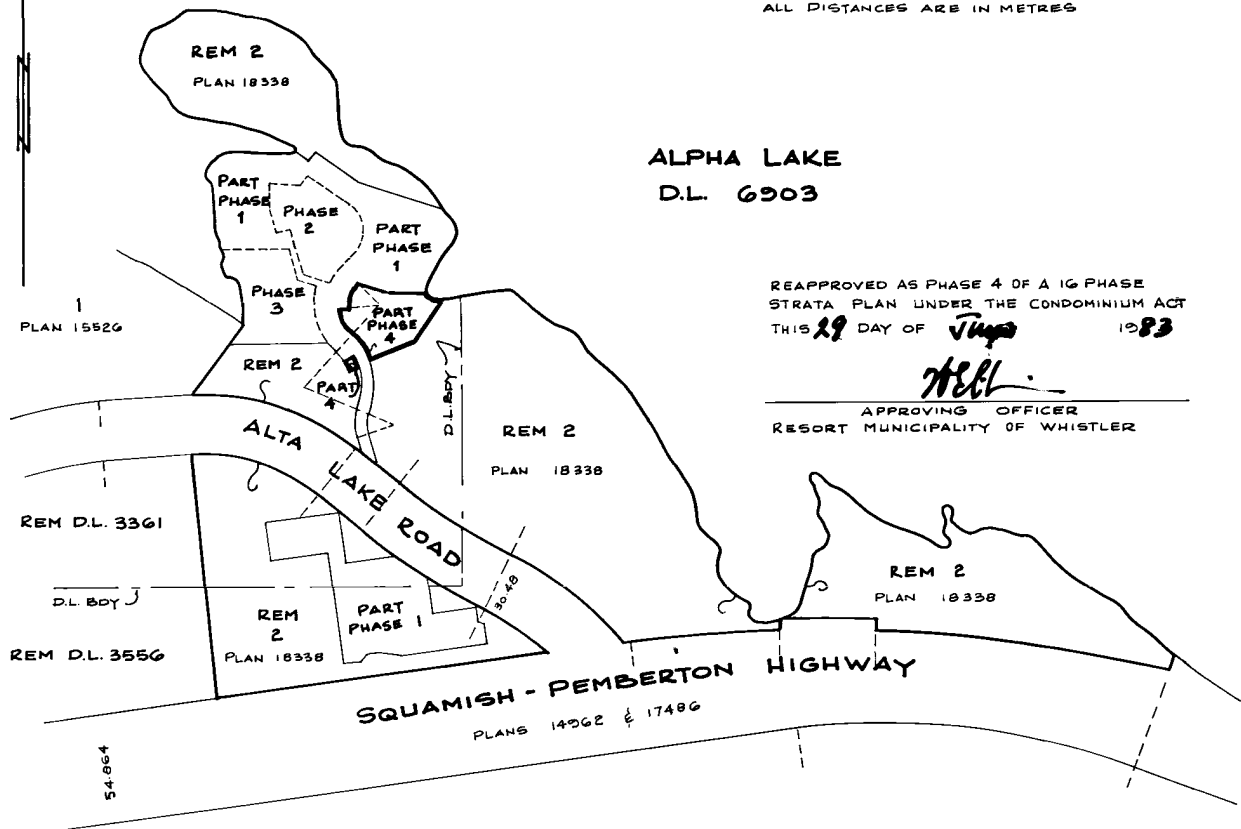 ALL DISTANCES ARE IN METRES
REM 2
PLAN 18338
ALPHA LAKE
D.L. 6903
PART
PHASE
1
PHASE
2
PART
PHASE
1
PHASE
3
PART
PHASE
4
1
PLAN 15526
REAPPROVED AS PHASE 4 OF A 16 PHASE
STRATA PLAN UNDER THE CONDOMINIUM ACT
THIS 29 DAY OF 1983
APPROVING OFFICER
RESORT MUNICIPALITY OF WHISTLER
REM 2
PART
4
D.L. BDY
REM 2
PLAN 18338
ALTA LAKE ROAD
REM D.L. 3361
D.L. BDY
REM D.L. 3556
REM
2
PLAN 18338
PART
PHASE 1
30.48
REM 2
PLAN 18338
SQUAMISH - PEMBERTON HIGHWAY
PLANS 14962 & 17486
54.864